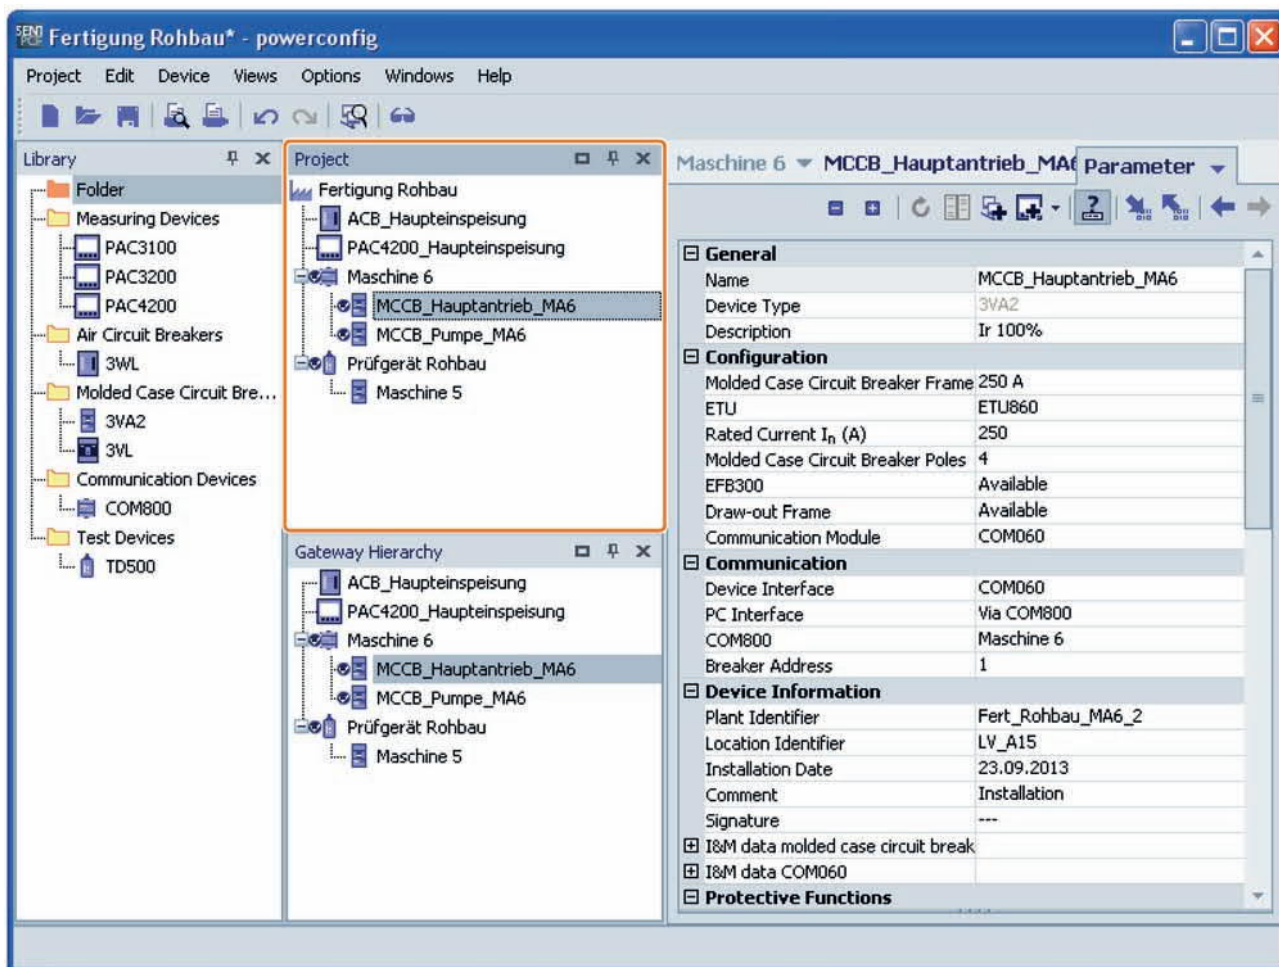 Fertigung Rohbau* - powerconfig
Project Edit Device Views Options Windows Help
Library
Folder
Measuring Devices
PAC3100
PAC3200
PAC4200
Air Circuit Breakers
3WL
Molded Case Circuit Bre...
3VA2
3VL
Communication Devices
COM800
Test Devices
TD500
Project
Fertigung Rohbau
ACB_Haupteinspeisung
PAC4200_Haupteinspeisung
Maschine 6
MCCB_Hauptantrieb_MA6
MCCB_Pumpe_MA6
Prüfgerät Rohbau
Maschine 5
Gateway Hierarchy
ACB_Haupteinspeisung
PAC4200_Haupteinspeisung
Maschine 6
MCCB_Hauptantrieb_MA6
MCCB_Pumpe_MA6
Prüfgerät Rohbau
Maschine 5
Maschine 6 MCCB_Hauptantrieb_MA6 Parameter
General
Name MCCB_Hauptantrieb_MA6
Device Type 3VA2
Description Ir 100%
Configuration
Molded Case Circuit Breaker Frame 250 A
ETU ETU860
Rated Current In (A) 250
Molded Case Circuit Breaker Poles 4
EFB300 Available
Draw-out Frame Available
Communication Module COM060
Communication
Device Interface COM060
PC Interface Via COM800
COM800 Maschine 6
Breaker Address 1
Device Information
Plant Identifier Fert_Rohbau_MA6_2
Location Identifier LV_A15
Installation Date 23.09.2013
Comment Installation
Signature ---
I&M data molded case circuit break
I&M data COM060
Protective Functions